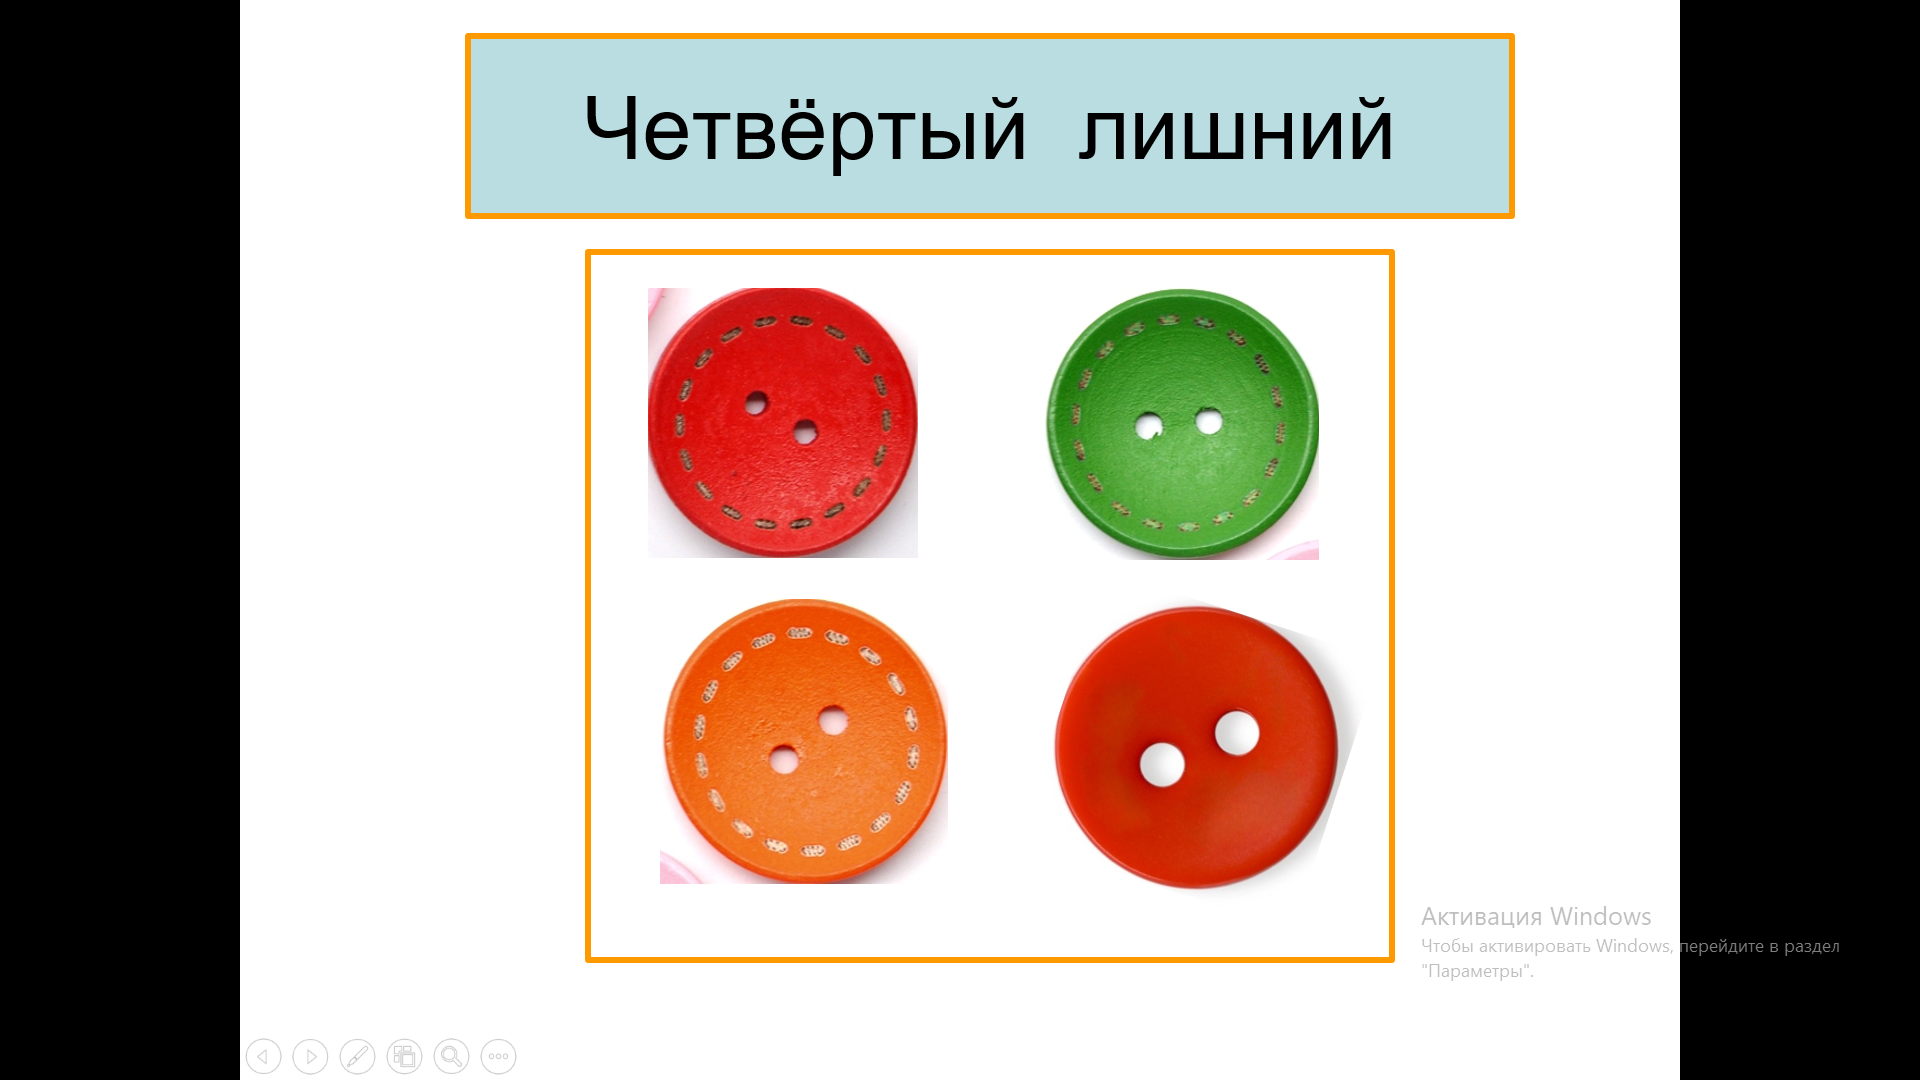 Четвёртый лишний
Активация Windows
Чтобы активировать Windows, перейдите в раздел
"Параметры".